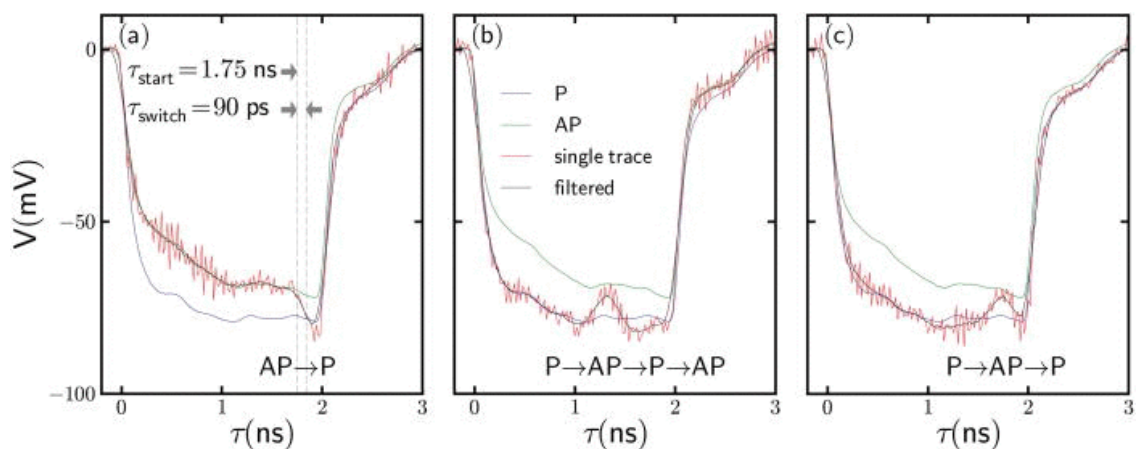 (a)
τstart=1.75 ns
τswitch=90 ps
AP→P
(b)
P
AP
single trace
filtered
P→AP→P→AP
(c)
P→AP→P
V(mV)
0
−50
−100
0 1 2 3
0 1 2 3
0 1 2 3
τ(ns)
τ(ns)
τ(ns)